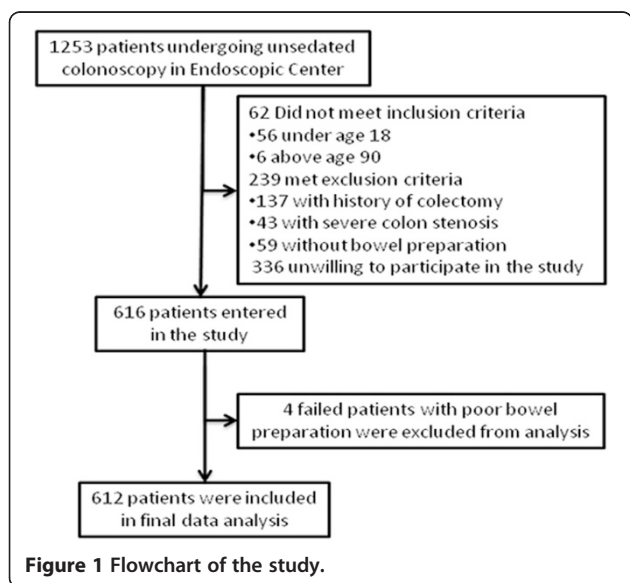 1253 patients undergoing unsedated
colonoscopy in Endoscopic Center
62 Did not meet inclusion criteria
•56 under age 18
•6 above age 90
239 met exclusion criteria
•137 with history of colectomy
•43 with severe colon stenosis
•59 without bowel preparation
336 unwilling to participate in the study
616 patients entered
in the study
4 failed patients with poor bowel
preparation were excluded from analysis
612 patients were included
in final data analysis
Figure 1 Flowchart of the study.